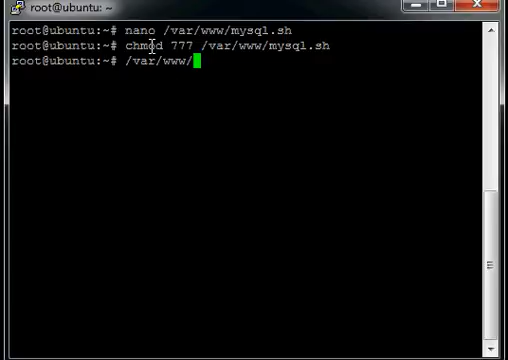 root@ubuntu: ~
root@ubuntu:~# nano /var/www/mysql.sh
root@ubuntu:~# chmod 777 /var/www/mysql.sh
root@ubuntu:~# /var/www/